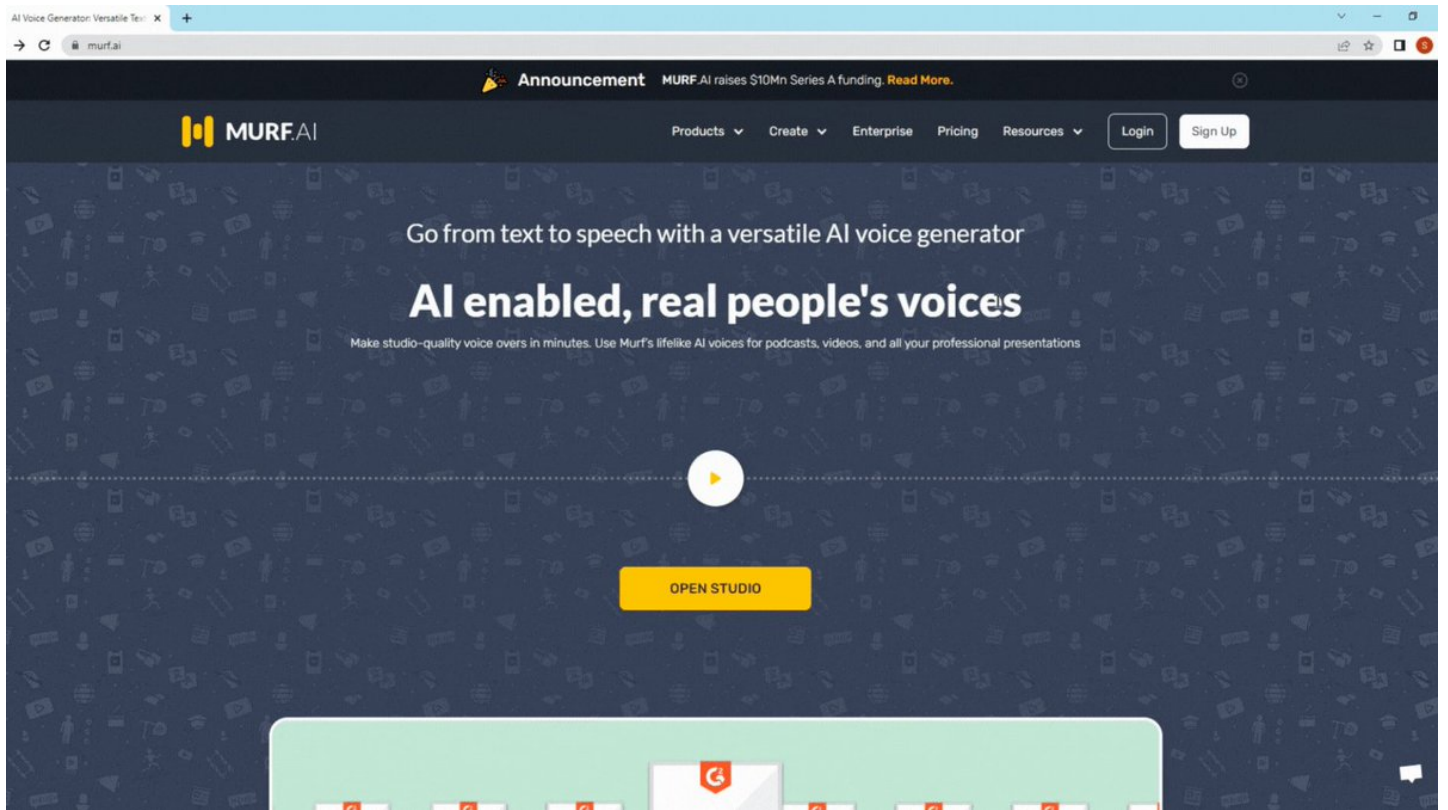 AI Voice Generator: Versatile Tex
murf.ai
S
Announcement MURF.AI raises $10Mn Series A funding. Read More.
MURF.AI
Products Create Enterprise Pricing Resources Login Sign Up
Go from text to speech with a versatile AI voice generator
AI enabled, real people's voices
Make studio-quality voice overs in minutes. Use Murf's lifelike AI voices for podcasts, videos, and all your professional presentations
OPEN STUDIO